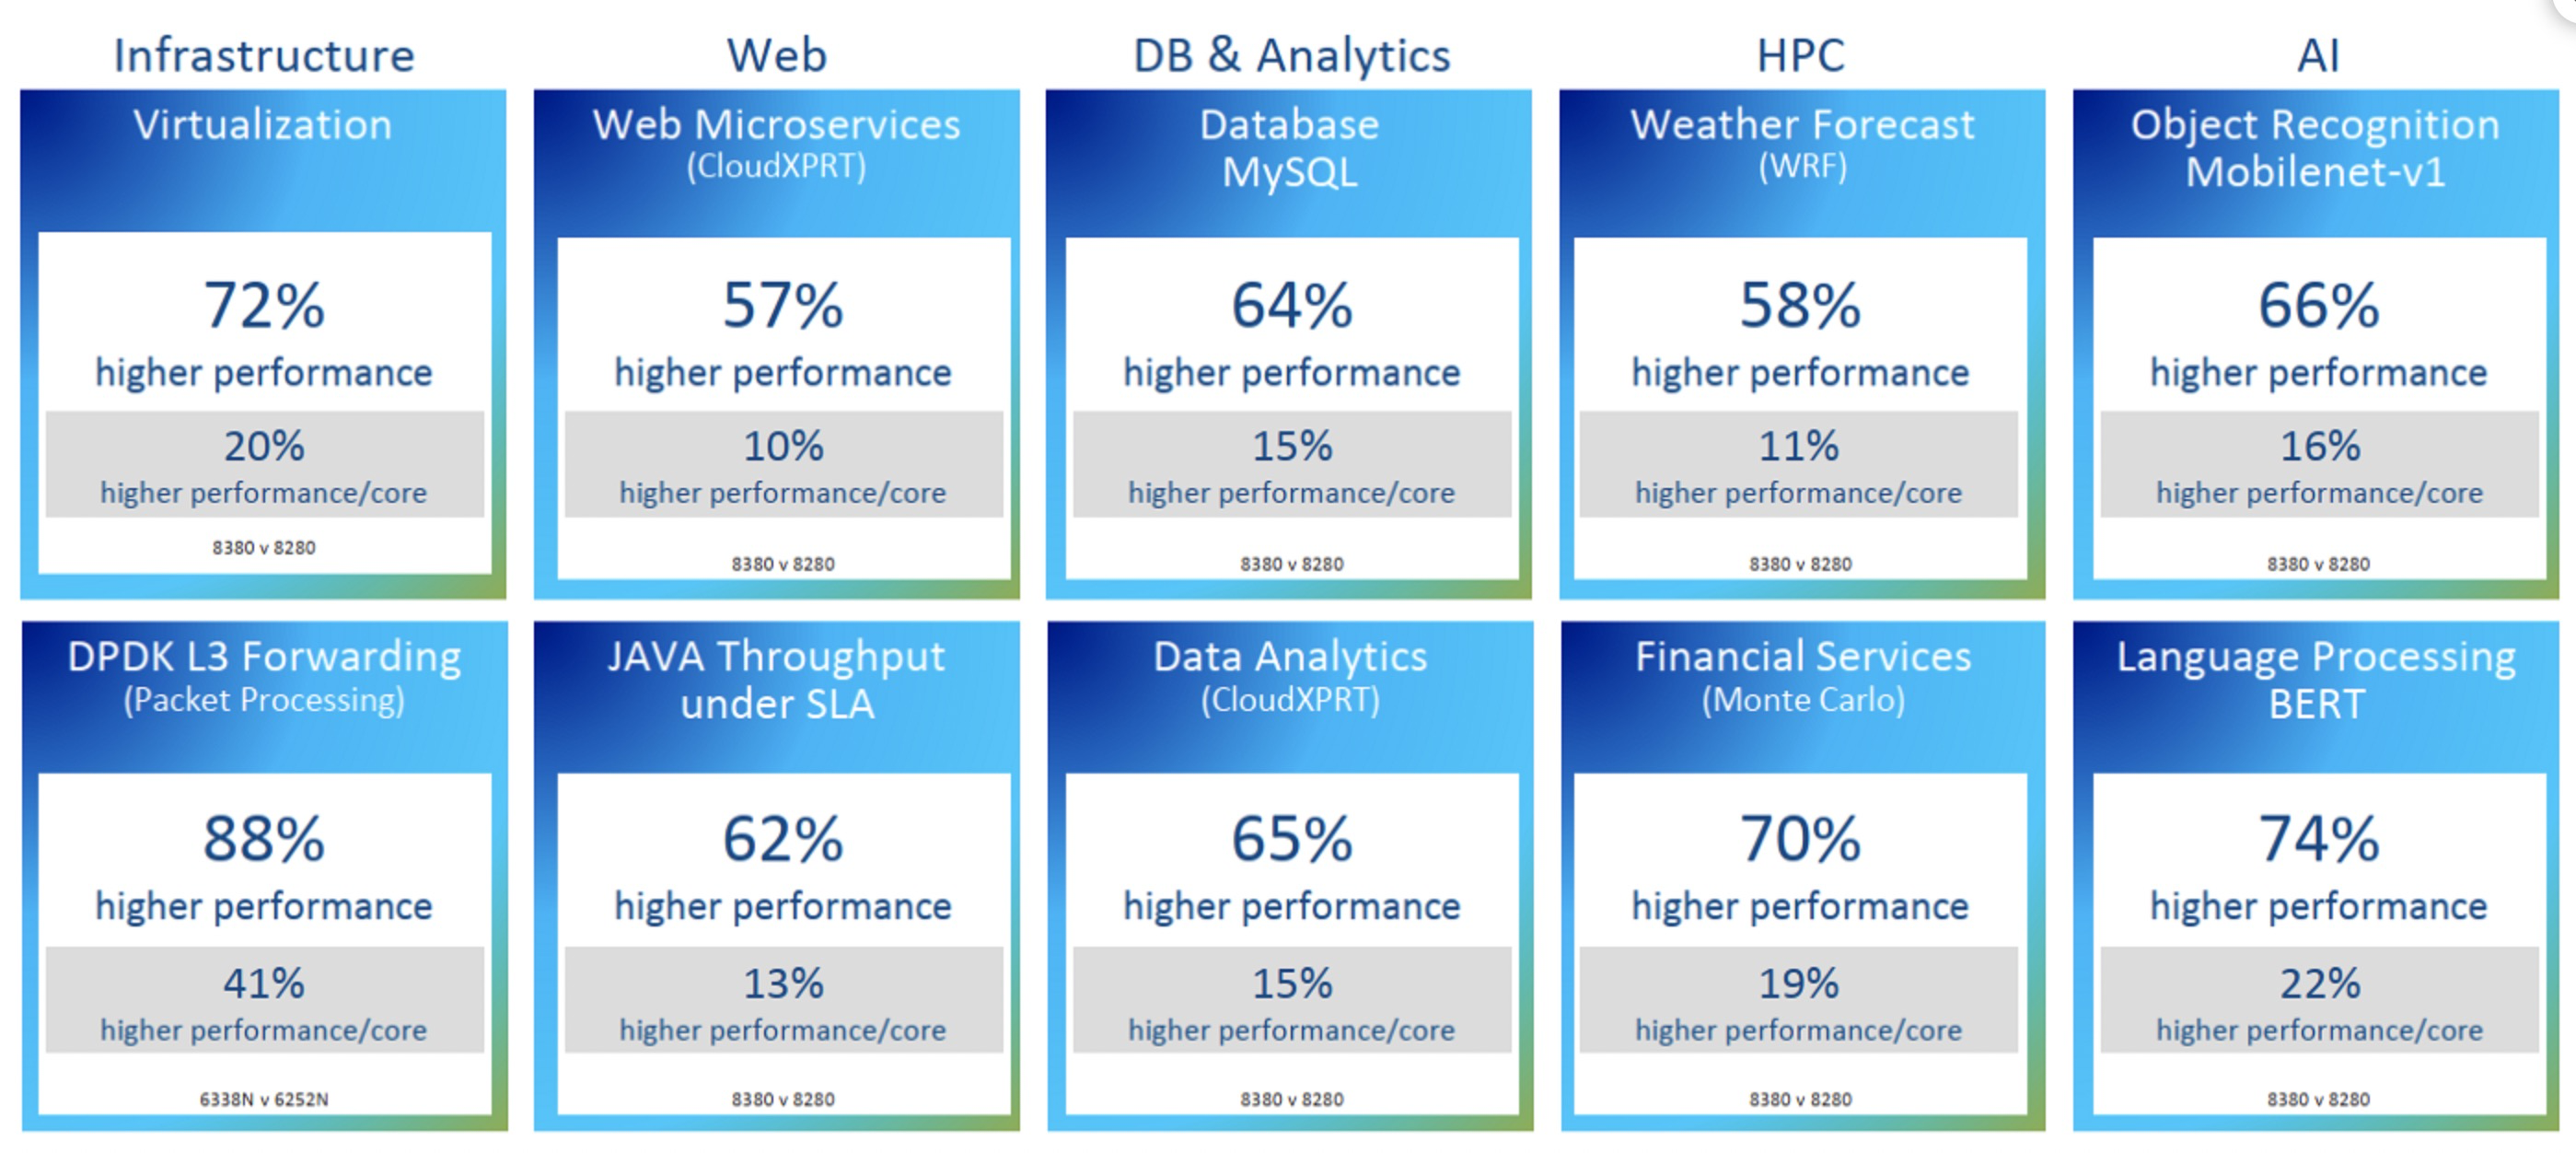 Infrastructure
Web
DB & Analytics
HPC
AI
Virtualization
72%
higher performance
20%
higher performance/core
8380 v 8280
Web Microservices
(CloudXPRT)
57%
higher performance
10%
higher performance/core
8380 v 8280
Database
MySQL
64%
higher performance
15%
higher performance/core
8380 v 8280
Weather Forecast
(WRF)
58%
higher performance
11%
higher performance/core
8380 v 8280
Object Recognition
Mobilenet-v1
66%
higher performance
16%
higher performance/core
8380 v 8280
DPDK L3 Forwarding
(Packet Processing)
88%
higher performance
41%
higher performance/core
6338N v 6252N
JAVA Throughput
under SLA
62%
higher performance
13%
higher performance/core
8380 v 8280
Data Analytics
(CloudXPRT)
65%
higher performance
15%
higher performance/core
8380 v 8280
Financial Services
(Monte Carlo)
70%
higher performance
19%
higher performance/core
8380 v 8280
Language Processing
BERT
74%
higher performance
22%
higher performance/core
8380 v 8280